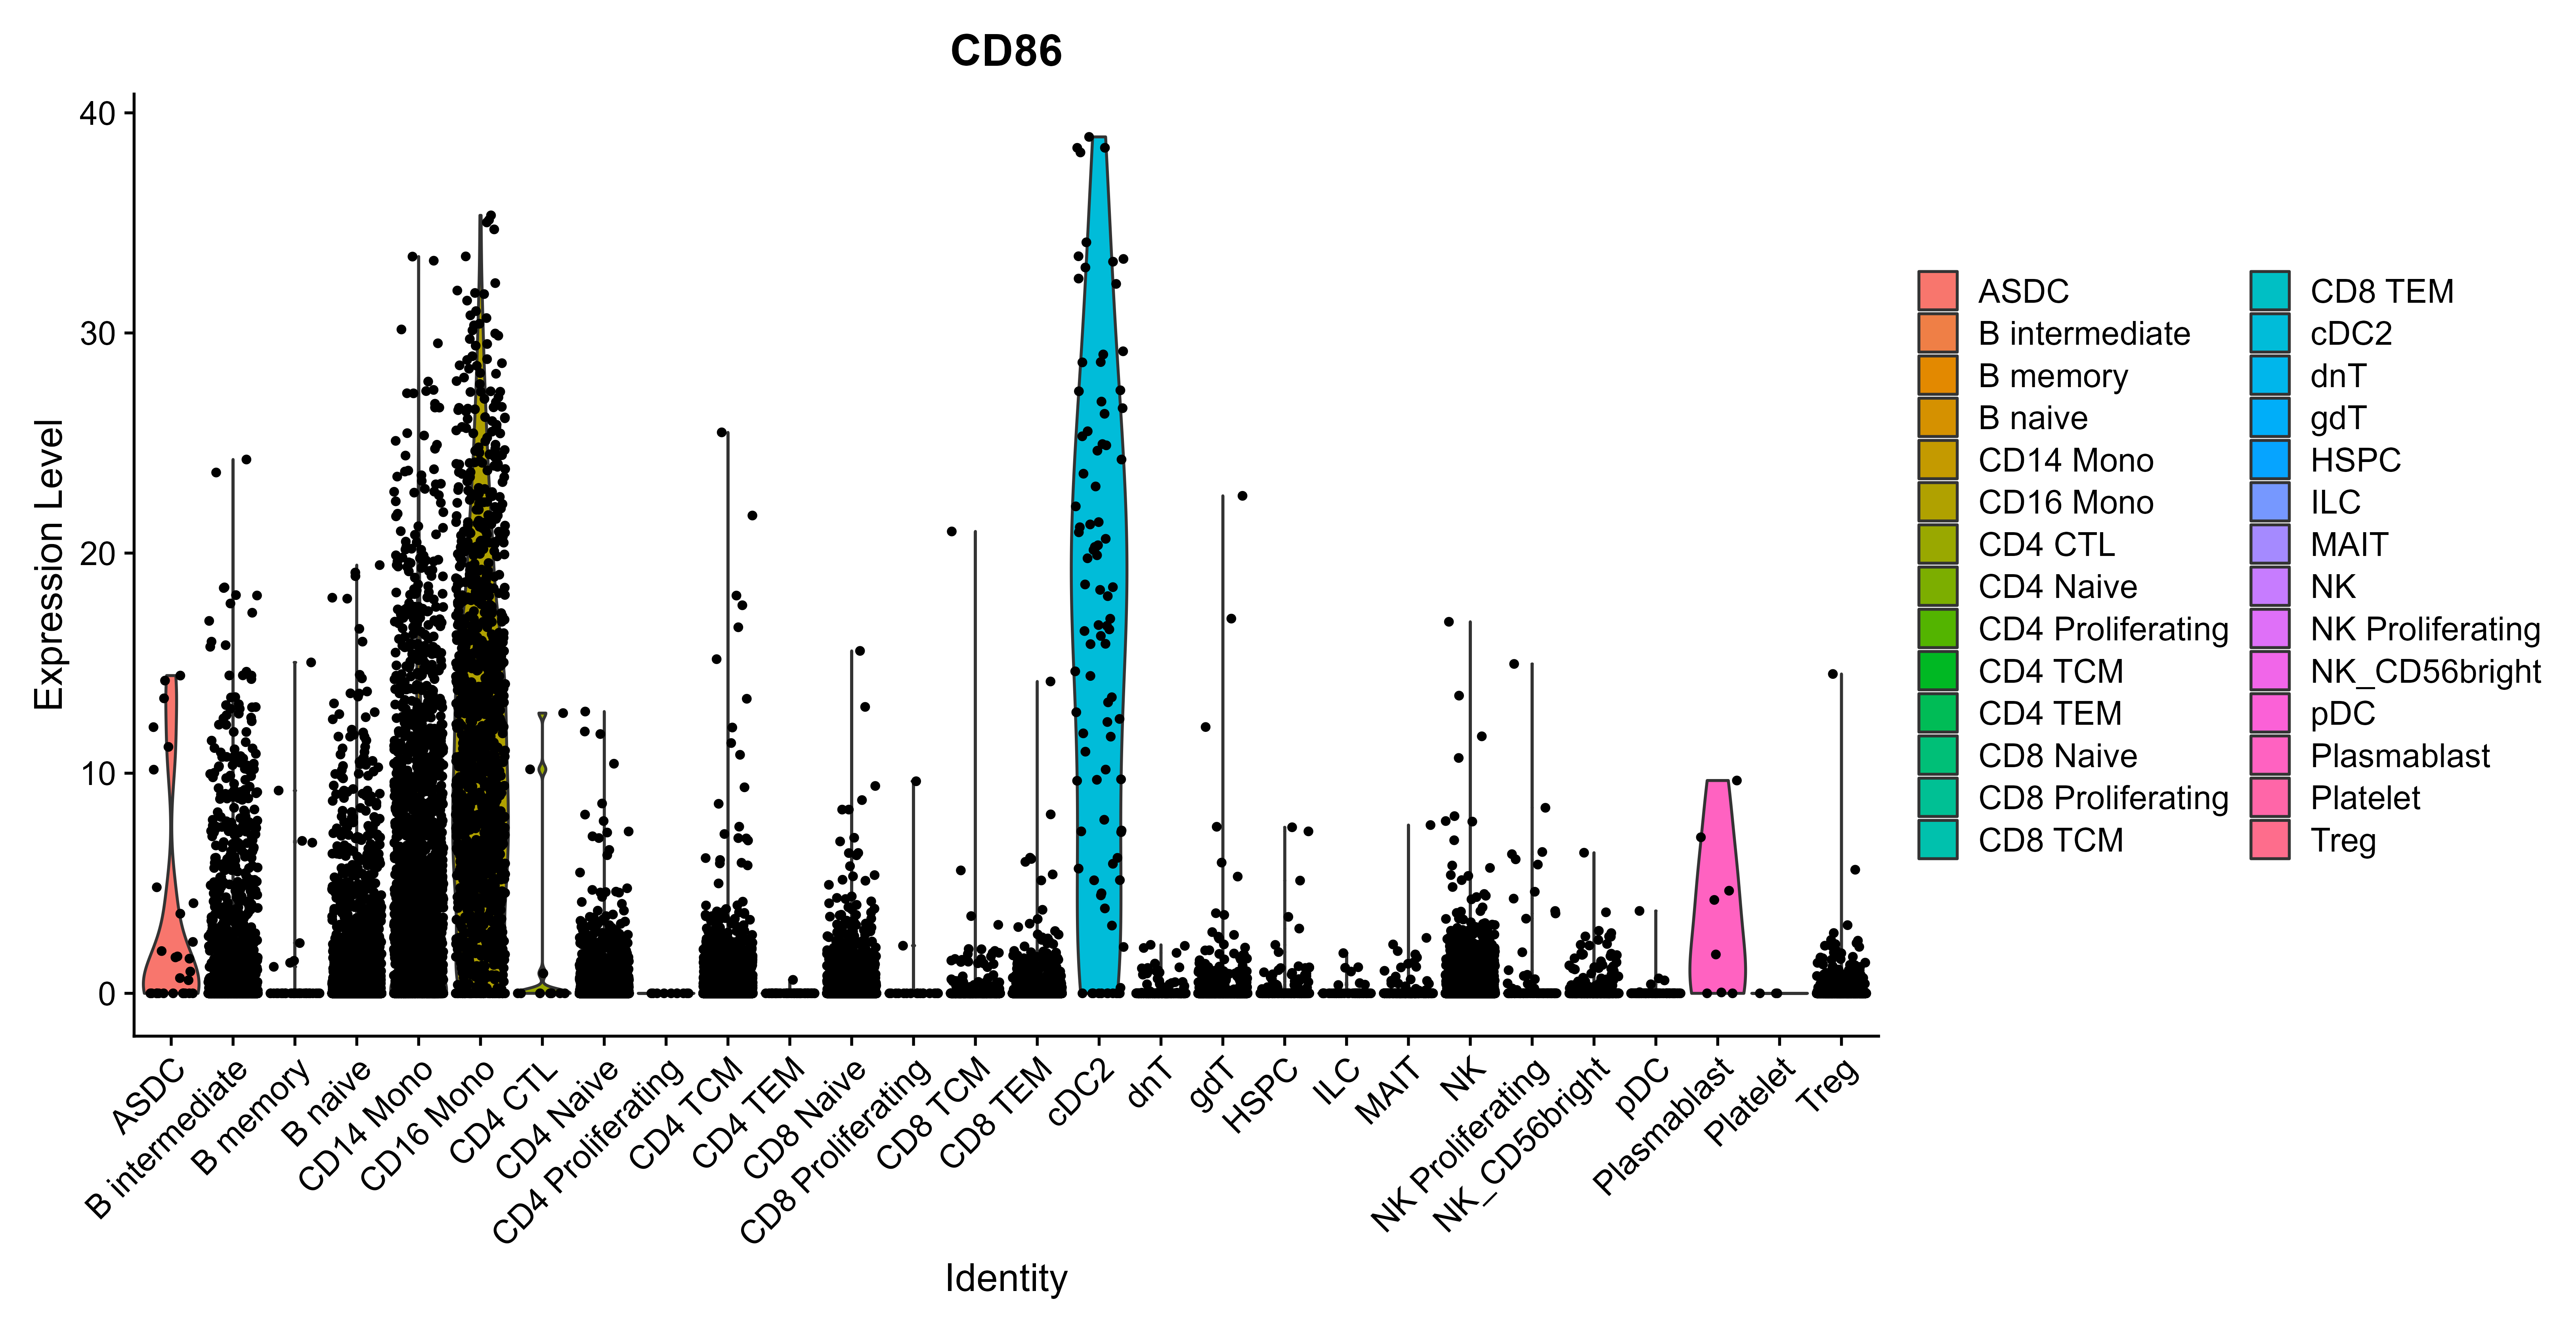 CD86
Expression Level
40
30
20
10
0
ASDC
B intermediate
B memory
B naive
CD14 Mono
CD16 Mono
CD4 CTL
CD4 Naive
CD4 Proliferating
CD4 TCM
CD4 TEM
CD8 Naive
CD8 Proliferating
CD8 TCM
CD8 TEM
cDC2
dnT
gdT
HSPC
ILC
MAIT
NK
NK Proliferating
NK_CD56bright
pDC
Plasmablast
Platelet
Treg
Identity
ASDC
B intermediate
B memory
B naive
CD14 Mono
CD16 Mono
CD4 CTL
CD4 Naive
CD4 Proliferating
CD4 TCM
CD4 TEM
CD8 Naive
CD8 Proliferating
CD8 TCM
CD8 TEM
cDC2
dnT
gdT
HSPC
ILC
MAIT
NK
NK Proliferating
NK_CD56bright
pDC
Plasmablast
Platelet
Treg